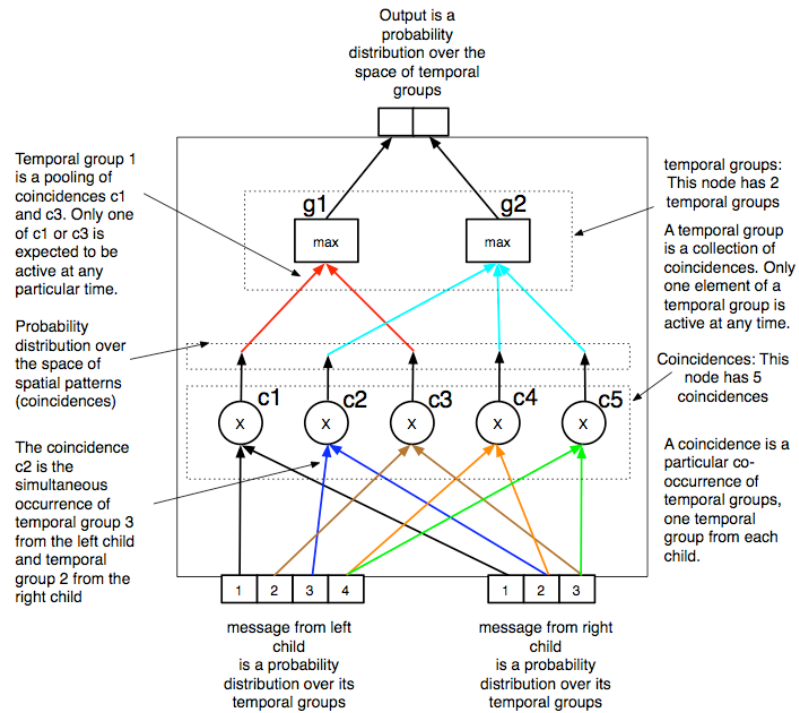 Output is a
probability
distribution over the
space of temporal
groups
Temporal group 1
is a pooling of
coincidences c1
and c3. Only one
of c1 or c3 is
expected to be
active at any
particular time.
temporal groups:
This node has 2
temporal groups
A temporal group
is a collection of
coincidences. Only
one element of a
temporal group is
active at any time.
g1
g2
max
max
Probability
distribution over
the space of
spatial patterns
(coincidences)
Coincidences: This
node has 5
coincidences
c1
c2
c3
c4
c5
x
x
x
x
x
The coincidence
c2 is the
simultaneous
occurrence of
temporal group 3
from the left child
and temporal
group 2 from the
right child
A coincidence is a
particular co-
occurrence of
temporal groups,
one temporal
group from each
child.
1 2 3 4
1 2 3
message from left
child
is a probability
distribution over its
temporal groups
message from right
child
is a probability
distribution over its
temporal groups